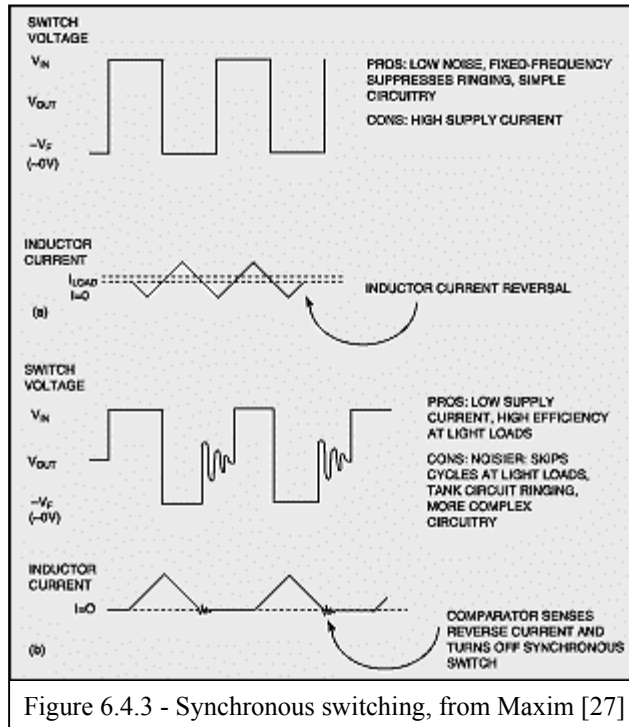 SWITCH
VOLTAGE
VIN
VOUT
–VF
(~0V)
PROS: LOW NOISE, FIXED-FREQUENCY
SUPPRESSES RINGING, SIMPLE
CIRCUITRY
CONS: HIGH SUPPLY CURRENT
INDUCTOR
CURRENT
ILOAD
I=0
(a)
INDUCTOR CURRENT REVERSAL
SWITCH
VOLTAGE
VIN
VOUT
–VF
(~0V)
PROS: LOW SUPPLY
CURRENT, HIGH EFFICIENCY
AT LIGHT LOADS
CONS: NOISIER: SKIPS
CYCLES AT LIGHT LOADS,
TANK CIRCUIT RINGING,
MORE COMPLEX
CIRCUITRY
INDUCTOR
CURRENT
I=0
(b)
COMPARATOR SENSES
REVERSE CURRENT AND
TURNS OFF SYNCHRONOUS
SWITCH
Figure 6.4.3 - Synchronous switching, from Maxim [27]